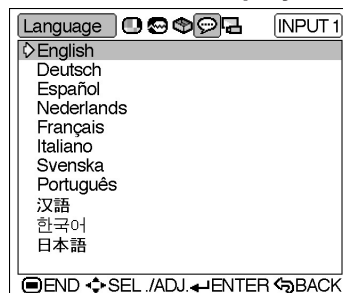 Language INPUT 1
English
Deutsch
Español
Nederlands
Français
Italiano
Svenska
Português
汉語
한국어
日本語
END SEL./ADJ. ENTER BACK